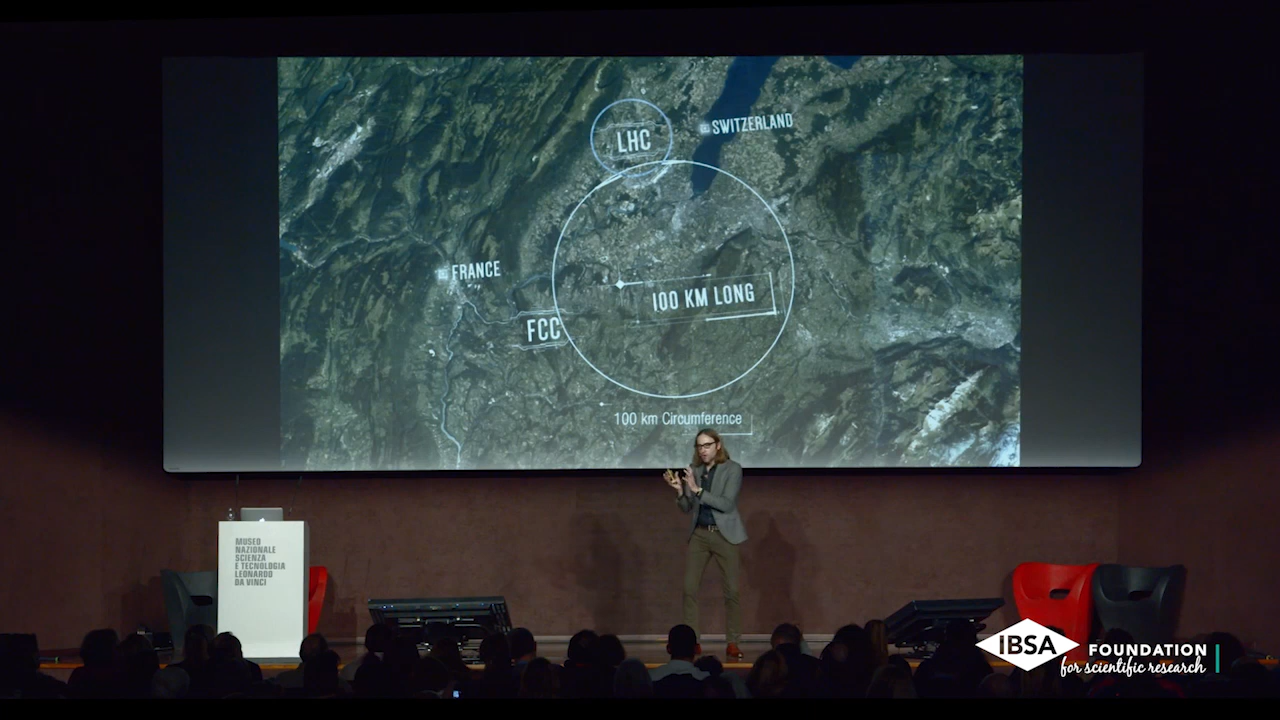 LHC
SWITZERLAND
FRANCE
100 KM LONG
FCC
100 km Circumference
MUSEO
NAZIONALE
SCIENZA
E TECNOLOGIA
LEONARDO
DA VINCI
IBSA
FOUNDATION
for scientific research